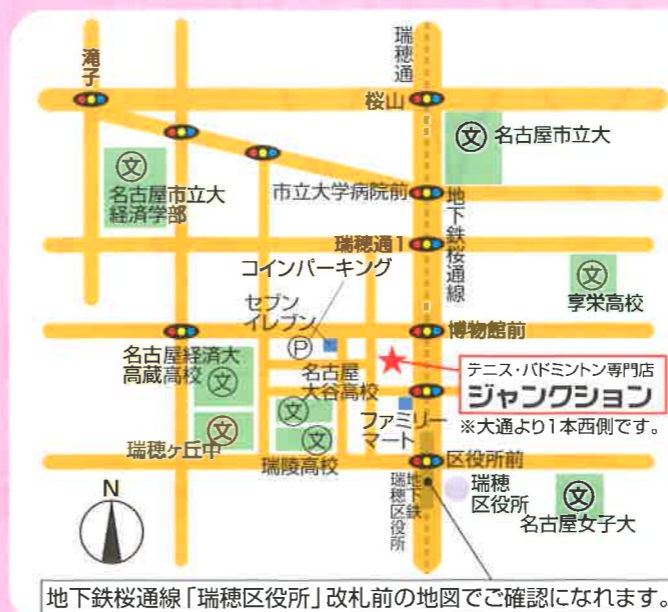 滝子
瑞穂通
桜山
文
名古屋市立大
文
名古屋市立大
経済学部
市立大学病院前
地下鉄桜通線
瑞穂通1
コインパーキング
文
享栄高校
セブン
イレブン
P
博物館前
名古屋経済大
高蔵高校
文
名古屋
大谷高校
テニス・バドミントン専門店
ジャンクション
※大通より1本西側です。
ファミリー
マート
文
文
文
瑞穂ヶ丘中
瑞陵高校
区役所前
地下鉄
瑞穂区役所
瑞穂
区役所
文
名古屋女子大
N
地下鉄桜通線「瑞穂区役所」改札前の地図でご確認になれます。